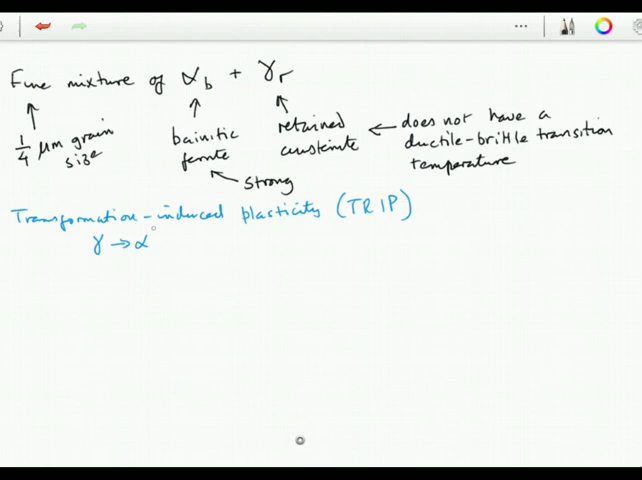 Fine mixture of α_b + γ_r
1/4 μm grain size
bainitic ferrite
retained austenite
does not have a ductile-brittle transition temperature
strong
Transformation-induced plasticity (TRIP)
γ → α